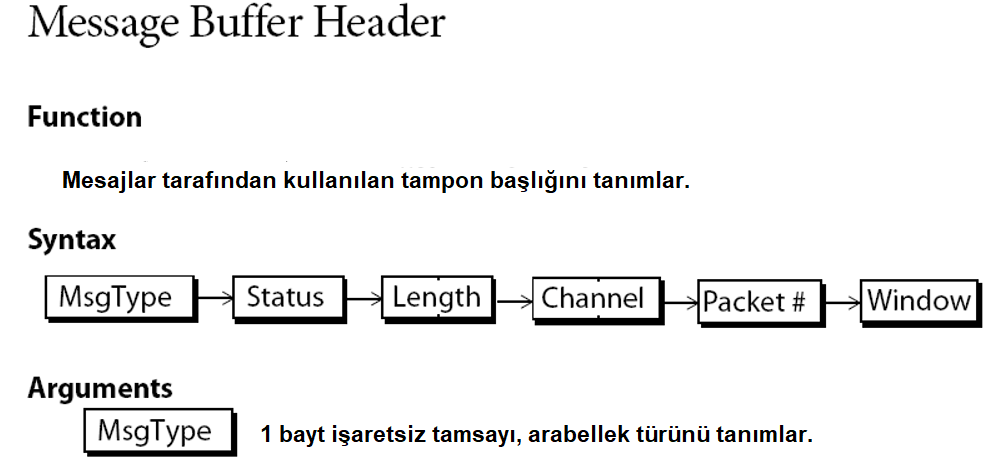 Message Buffer Header
Function
Mesajlar tarafından kullanılan tampon başlığını tanımlar.
Syntax
MsgType Status Length Channel Packet # Window
Arguments
MsgType 1 bayt işaretsiz tamsayı, arabellek türünü tanımlar.